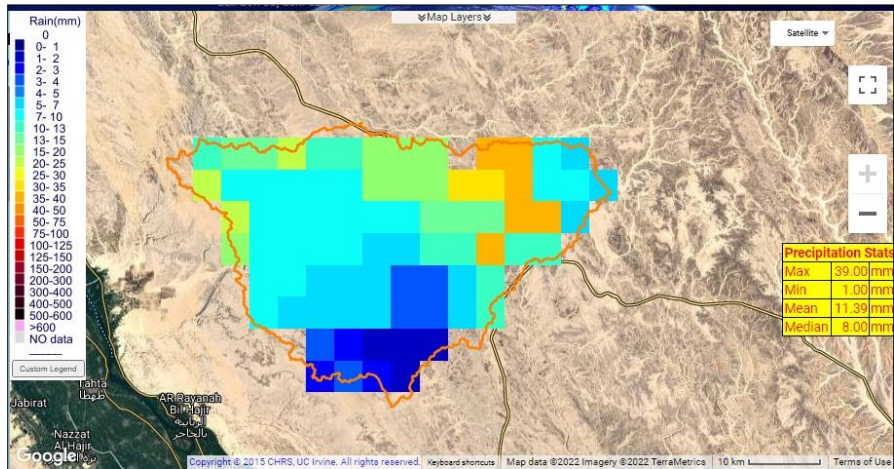 Rain(mm)
0
0- 1
1- 2
2- 3
3- 4
4- 5
5- 7
7- 10
10- 13
13- 15
15- 20
20- 25
25- 30
30- 35
35- 40
40- 50
50- 75
75-100
100-125
125-150
150-200
200-300
300-400
400-500
500-600
>600
NO data
Custom Legend
Map Layers
Satellite
Precipitation Stats
Max 39.00 mm
Min 1.00 mm
Mean 11.39 mm
Median 8.00 mm
Tahta
طهطا
Jabirat
AR Rayanah
Bil Hajir
الرياينه
بالحاجر
Nazzat
Al Hajir
Google
Copyright © 2015 CHRS, UC Irvine. All rights reserved.
Keyboard shortcuts
Map data ©2022 Imagery ©2022 TerraMetrics
10 km
Terms of Use